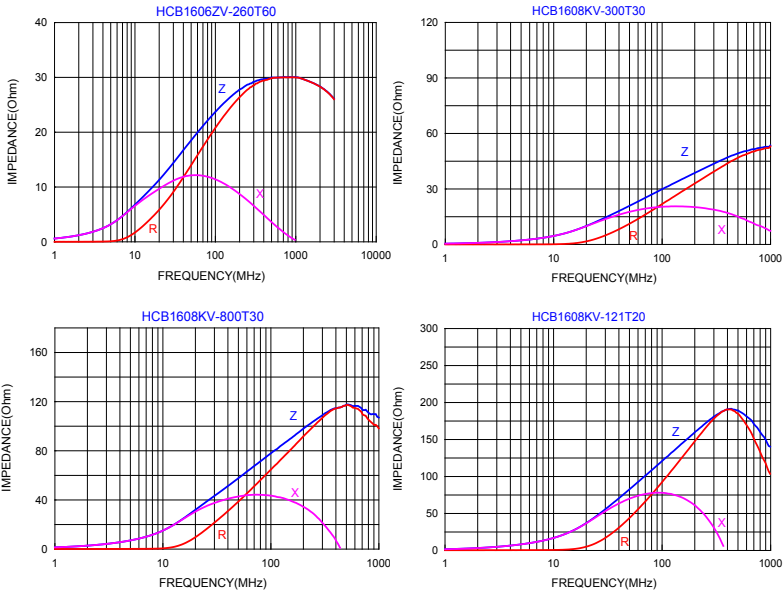 HCB1606ZV-260T60
IMPEDANCE(Ohm)
40
30
20
10
0
Z
X
R
1
10
100
1000
10000
FREQUENCY(MHz)
HCB1608KV-300T30
IMPEDANCE(Ohm)
120
90
60
30
0
Z
R
X
1
10
100
1000
FREQUENCY(MHz)
HCB1608KV-800T30
IMPEDANCE(Ohm)
160
120
80
40
0
Z
X
R
1
10
100
1000
FREQUENCY(MHz)
HCB1608KV-121T20
IMPEDANCE(Ohm)
300
250
200
150
100
50
0
Z
X
R
1
10
100
1000
FREQUENCY(MHz)